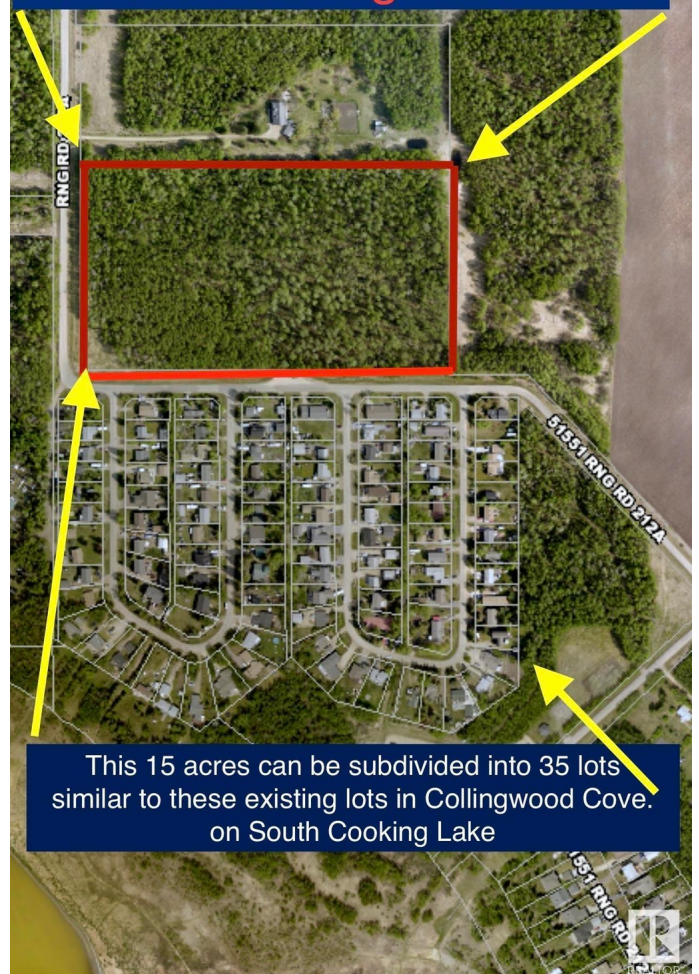 RNG RD
51551 RNG RD 212A
This 15 acres can be subdivided into 35 lots
similar to these existing lots in Collingwood Cove.
on South Cooking Lake
1551 RNG RD